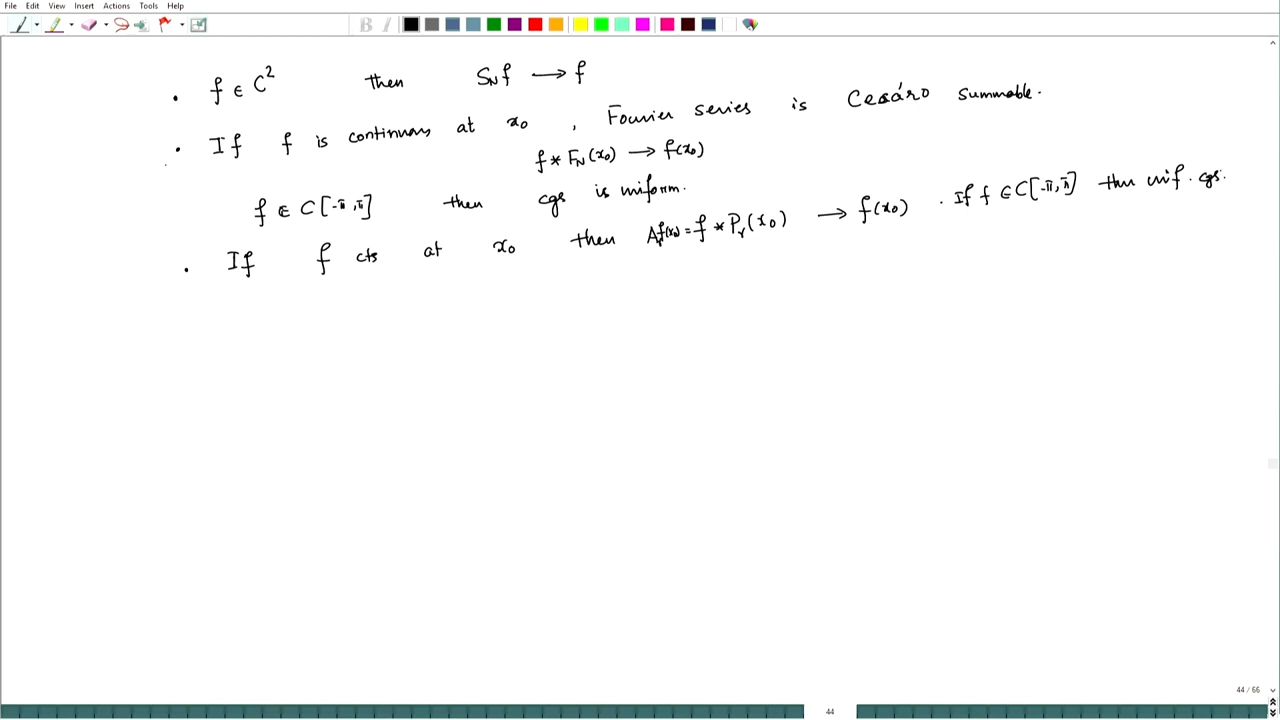 File Edit View Insert Actions Tools Help
B I
. f ∈ C² then S_N f → f
. If f is continuous at x₀, Fourier series is Cesáro summable.
f * F_N(x₀) → f(x₀)
f ∈ C[-π, π] then cgs is uniform.
. If f cts at x₀ then A_r f(x₀) = f * P_r(x₀) → f(x₀). If f ∈ C[-π, π] then unif. cgs.
44 / 66
44